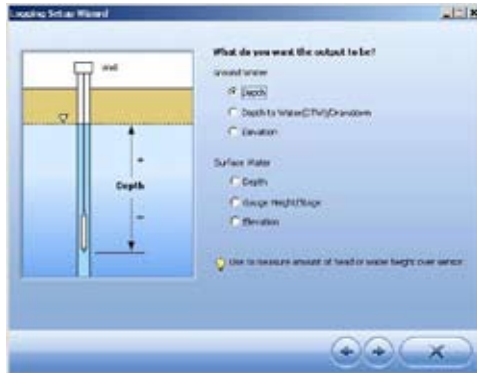 Logging Setup Wizard
Well
Depth
What do you want the output to be?
Ground Water
Depth
Depth to Water(DTW)/Drawdown
Elevation
Surface Water
Depth
Gauge Height/Stage
Elevation
Use to measure amount of head or water height over sensor.